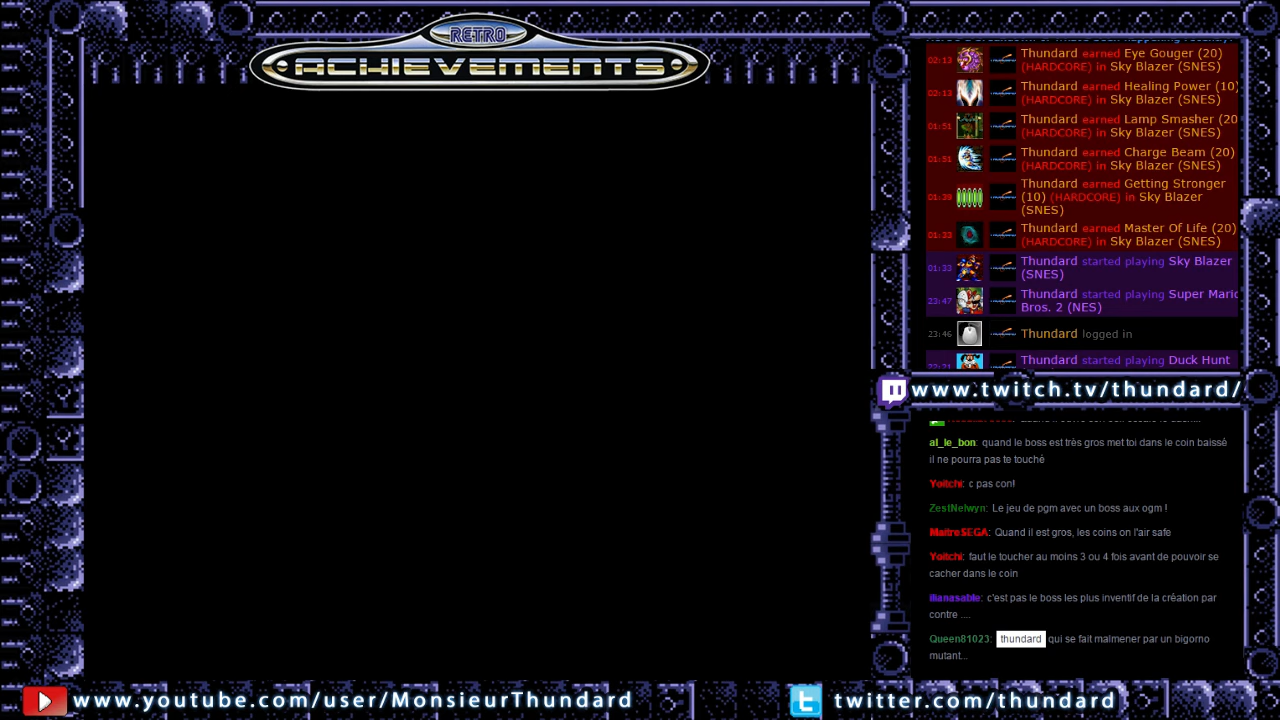 RETRO
ACHIEVEMENTS
02:13 Thundard earned Eye Gouger (20)
(HARDCORE) in Sky Blazer (SNES)
02:13 Thundard earned Healing Power (10)
(HARDCORE) in Sky Blazer (SNES)
01:51 Thundard earned Lamp Smasher (20
(HARDCORE) in Sky Blazer (SNES)
01:51 Thundard earned Charge Beam (20)
(HARDCORE) in Sky Blazer (SNES)
01:39 Thundard earned Getting Stronger
(10) (HARDCORE) in Sky Blazer
(SNES)
01:33 Thundard earned Master Of Life (20)
(HARDCORE) in Sky Blazer (SNES)
01:33 Thundard started playing Sky Blazer
(SNES)
23:47 Thundard started playing Super Mario
Bros. 2 (NES)
23:46 Thundard logged in
22:21 Thundard started playing Duck Hunt
www.twitch.tv/thundard/
al_le_bon: quand le boss est très gros met toi dans le coin baissé
il ne pourra pas te touché
Yoitchi: c pas con!
ZestNelwyn: Le jeu de pgm avec un boss aux ogm !
MaitreSEGA: Quand il est gros, les coins on l'air safe
Yoitchi: faut le toucher au moins 3 ou 4 fois avant de pouvoir se
cacher dans le coin
ilianasable: c'est pas le boss les plus inventif de la création par
contre ....
Queen81023: thundard qui se fait malmener par un bigorno
mutant...
www.youtube.com/user/MonsieurThundard
twitter.com/thundard